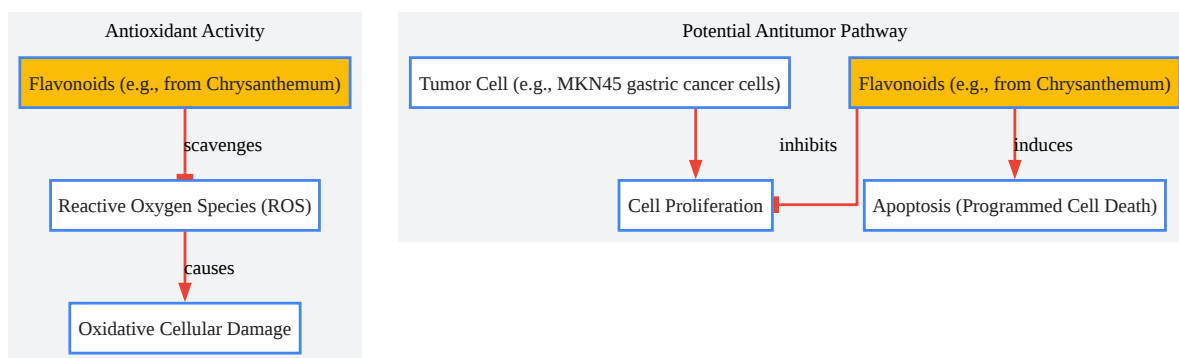 Antioxidant Activity
Flavonoids (e.g., from Chrysanthemum)
scavenges
Reactive Oxygen Species (ROS)
causes
Oxidative Cellular Damage
Potential Antitumor Pathway
Tumor Cell (e.g., MKN45 gastric cancer cells)
Flavonoids (e.g., from Chrysanthemum)
inhibits
induces
Cell Proliferation
Apoptosis (Programmed Cell Death)